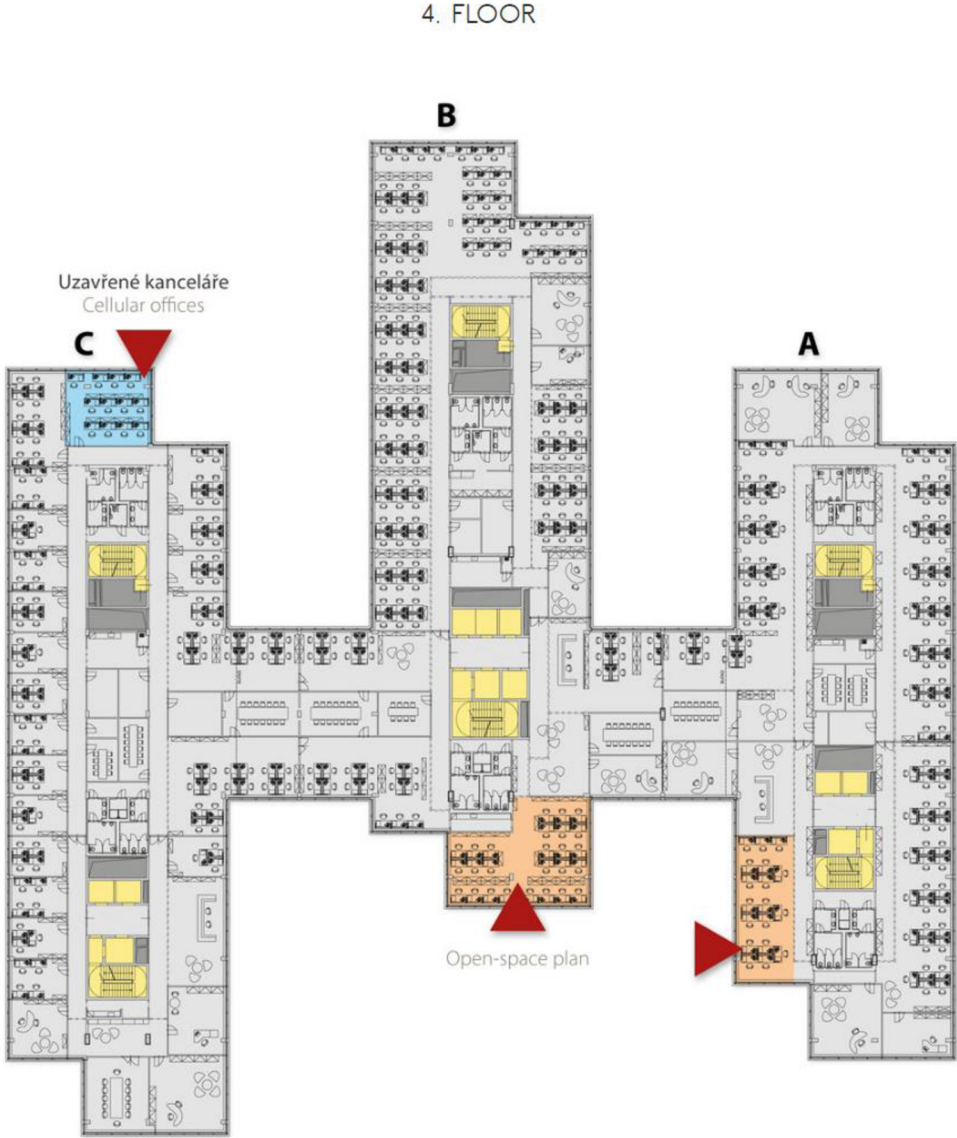 4. FLOOR
B
Uzavřené kanceláře
Cellular offices
C
A
Open-space plan